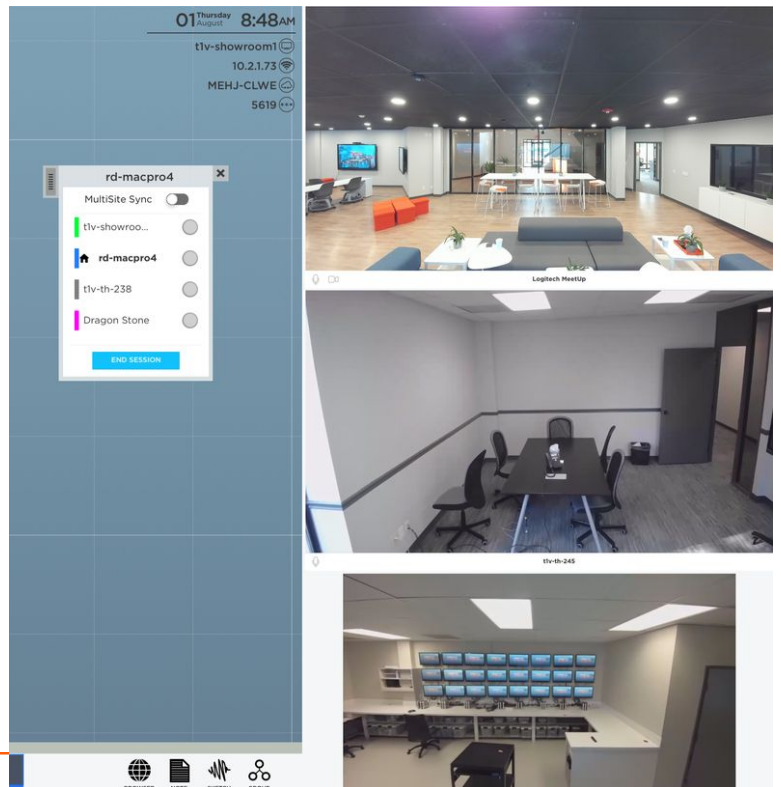 01 Thursday August 8:48AM
t1v-showroom1
10.2.1.73
MEHJ-CLWE
5619
rd-macpro4
MultiSite Sync
t1v-showroo...
rd-macpro4
t1v-th-238
Dragon Stone
END SESSION
Logitech MeetUp
t1v-th-245